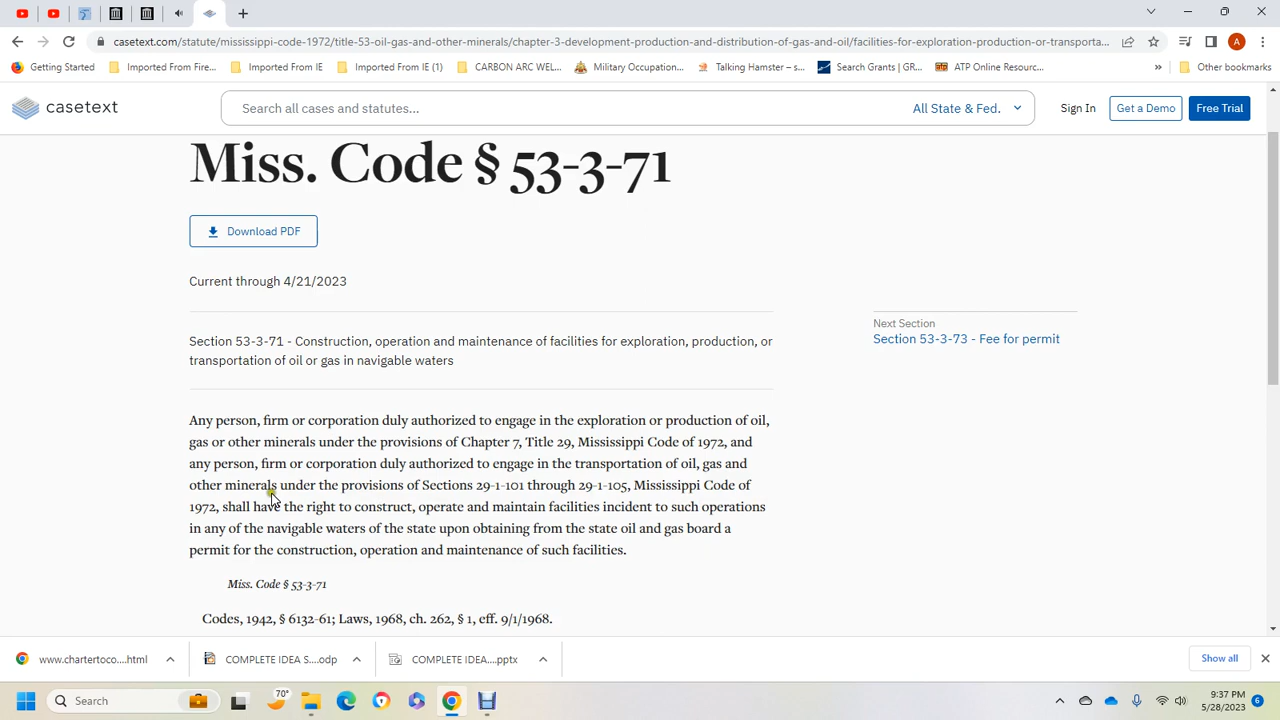 casetext.com/statute/mississippi-code-1972/title-53-oil-gas-and-other-minerals/chapter-3-development-production-and-distribution-of-gas-and-oil/facilities-for-exploration-production-or-transporta...
A
Getting Started
Imported From Fire...
Imported From IE
Imported From IE (1)
CARBON ARC WEL...
Military Occupation...
Talking Hamster – s...
Search Grants | GR...
ATP Online Resourc...
»
Other bookmarks
casetext
Search all cases and statutes...
All State & Fed.
Sign In
Get a Demo
Free Trial
Miss. Code § 53-3-71
Download PDF
Current through 4/21/2023
Section 53-3-71 - Construction, operation and maintenance of facilities for exploration, production, or
transportation of oil or gas in navigable waters
Next Section
Section 53-3-73 - Fee for permit
Any person, firm or corporation duly authorized to engage in the exploration or production of oil,
gas or other minerals under the provisions of Chapter 7, Title 29, Mississippi Code of 1972, and
any person, firm or corporation duly authorized to engage in the transportation of oil, gas and
other minerals under the provisions of Sections 29-1-101 through 29-1-105, Mississippi Code of
1972, shall have the right to construct, operate and maintain facilities incident to such operations
in any of the navigable waters of the state upon obtaining from the state oil and gas board a
permit for the construction, operation and maintenance of such facilities.
Miss. Code § 53-3-71
Codes, 1942, § 6132-61; Laws, 1968, ch. 262, § 1, eff. 9/1/1968.
www.chartertoco....html
COMPLETE IDEA S....odp
COMPLETE IDEA....pptx
Show all
Search
70°
9:37 PM
5/28/2023
6